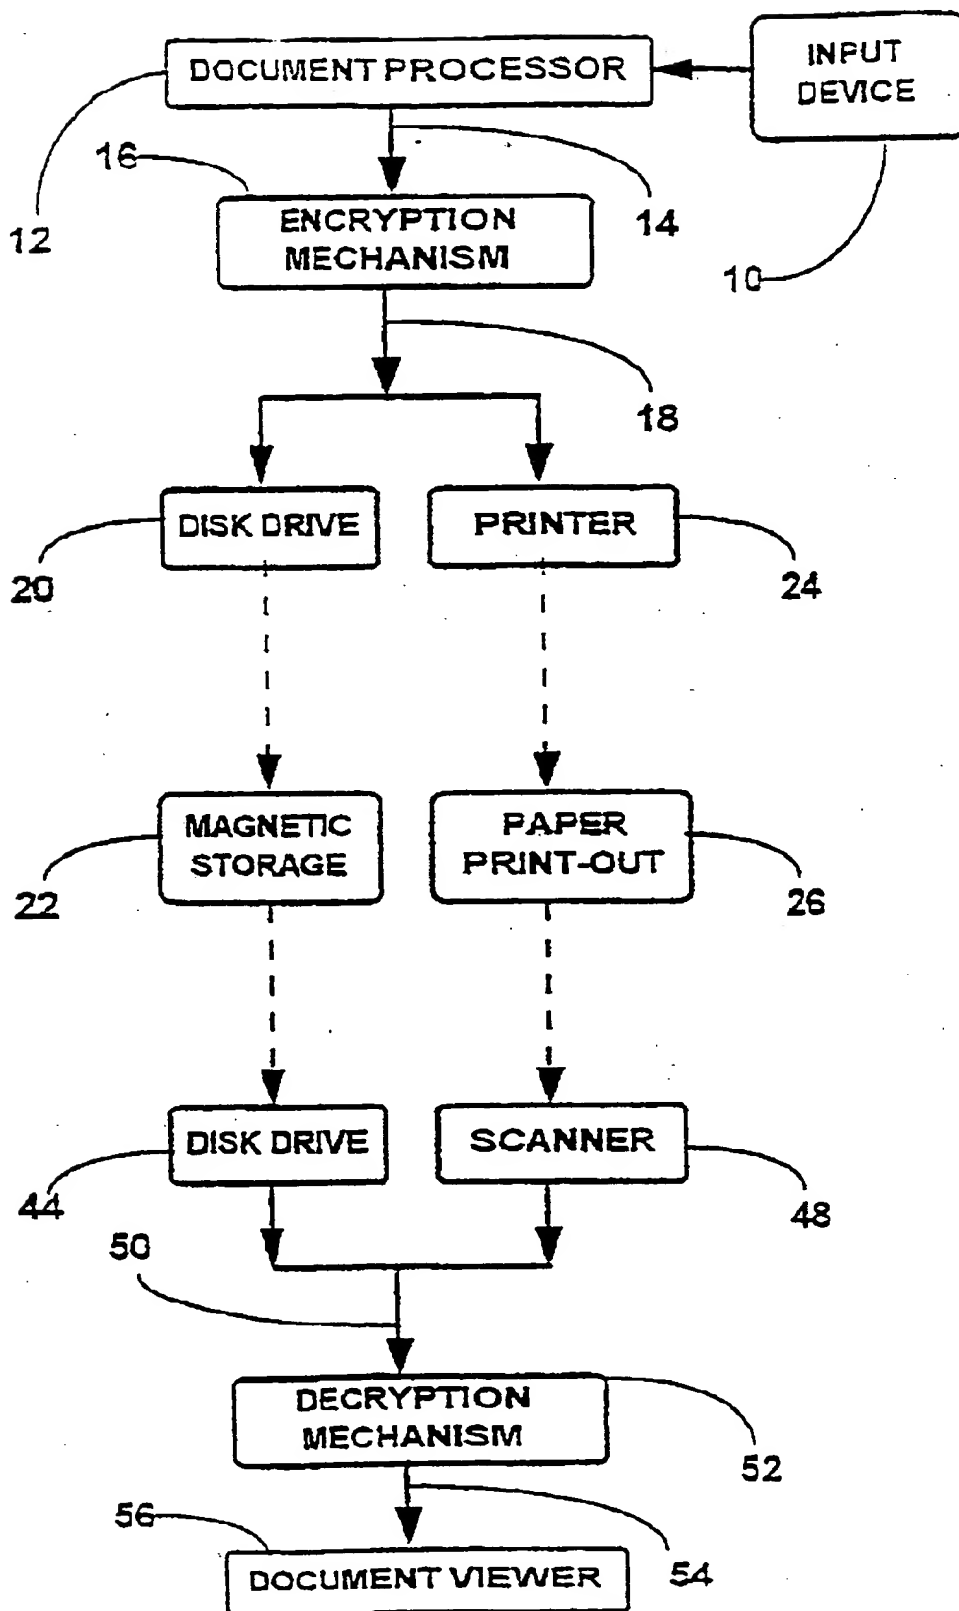 DOCUMENT PROCESSOR
INPUT
DEVICE
16
ENCRYPTION
MECHANISM
12
14
10
18
DISK DRIVE
PRINTER
20
24
MAGNETIC
STORAGE
PAPER
PRINT-OUT
22
26
DISK DRIVE
SCANNER
44
48
50
DECRYPTION
MECHANISM
52
56
DOCUMENT VIEWER
54